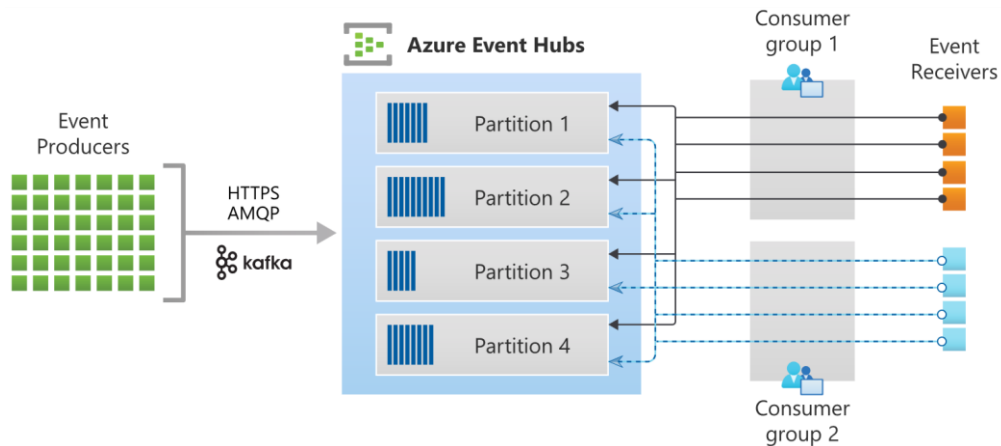 Event
Producers
HTTPS
AMQP
kafka
Azure Event Hubs
Partition 1
Partition 2
Partition 3
Partition 4
Consumer
group 1
Consumer
group 2
Event
Receivers